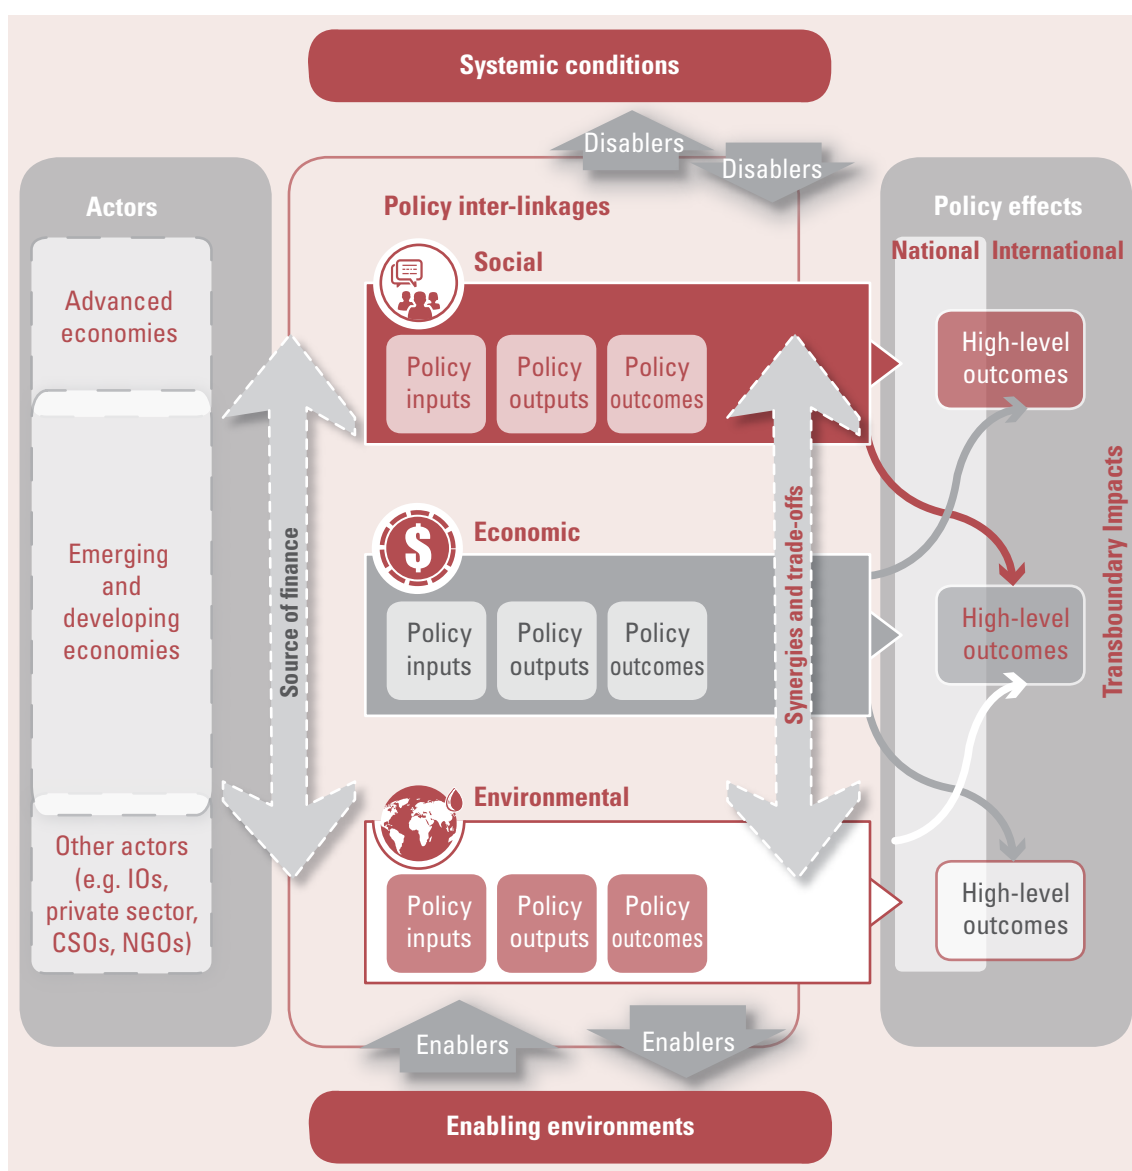 Systemic conditions
Disablers
Disablers
Actors
Advanced
economies
Emerging
and
developing
economies
Other actors
(e.g. IOs,
private sector,
CSOs, NGOs)
Source of finance
Policy inter-linkages
Social
Policy
inputs
Policy
outputs
Policy
outcomes
Economic
Policy
inputs
Policy
outputs
Policy
outcomes
Environmental
Policy
inputs
Policy
outputs
Policy
outcomes
Synergies and trade-offs
Policy effects
National
International
High-level
outcomes
High-level
outcomes
High-level
outcomes
Transboundary Impacts
Enablers
Enablers
Enabling environments